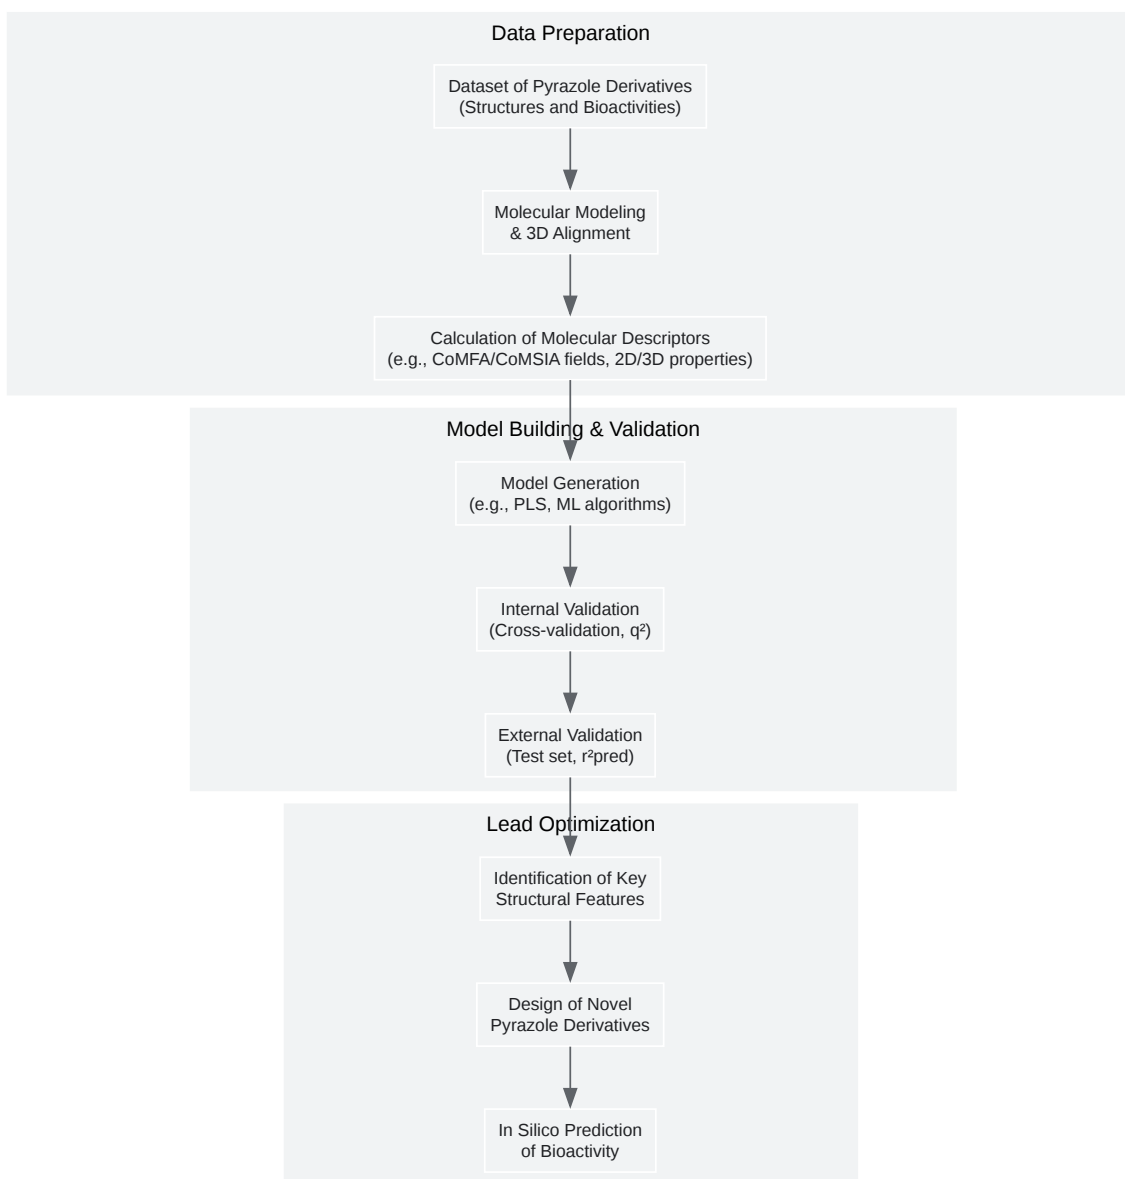 Data Preparation
Dataset of Pyrazole Derivatives
(Structures and Bioactivities)
Molecular Modeling
& 3D Alignment
Calculation of Molecular Descriptors
(e.g., CoMFA/CoMSIA fields, 2D/3D properties)
Model Building & Validation
Model Generation
(e.g., PLS, ML algorithms)
Internal Validation
(Cross-validation, q²)
External Validation
(Test set, r²pred)
Lead Optimization
Identification of Key
Structural Features
Design of Novel
Pyrazole Derivatives
In Silico Prediction
of Bioactivity